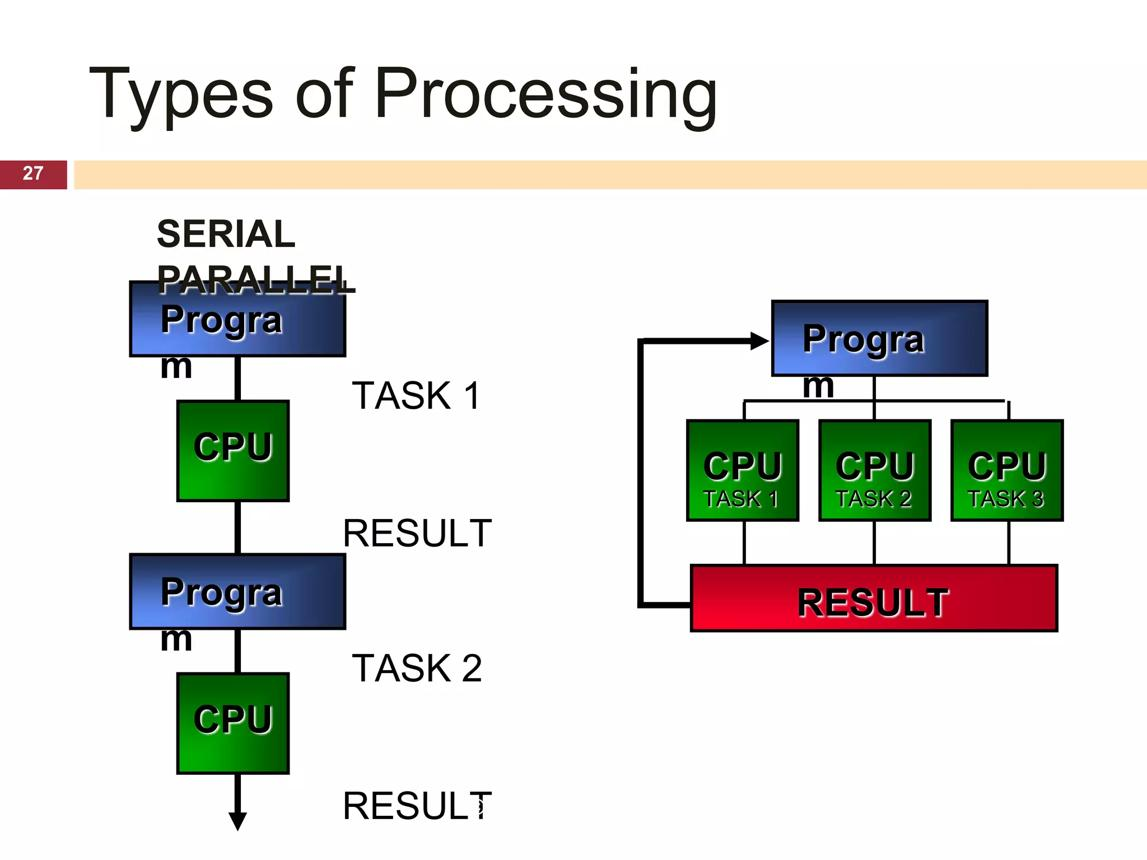 Types of Processing
27
SERIAL
PARALLEL
Progra
m
TASK 1
CPU
RESULT
Progra
m
TASK 2
CPU
RESULT
Progra
m
CPU
TASK 1
CPU
TASK 2
CPU
TASK 3
RESULT